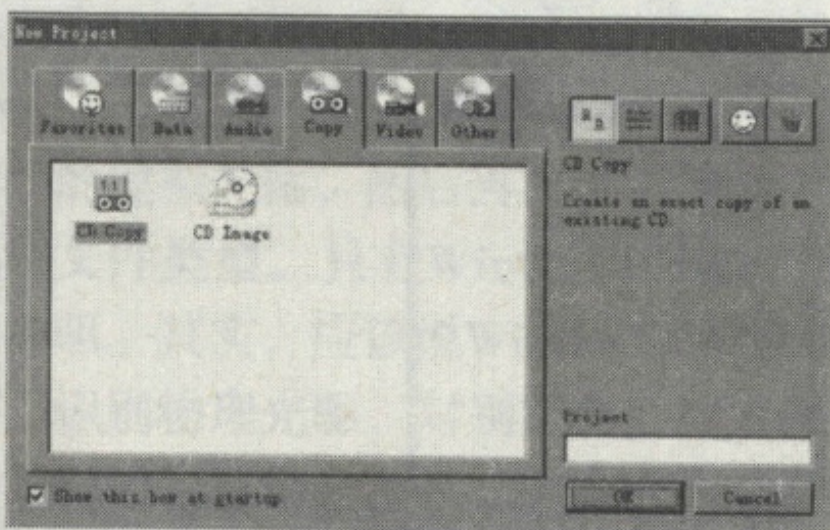 New Project
Favorites
Data
Audio
Copy
Video
Other
CD Copy
CD Image
CD Copy
Create an exact copy of an
existing CD
Project
Show this box at startup
OK
Cancel